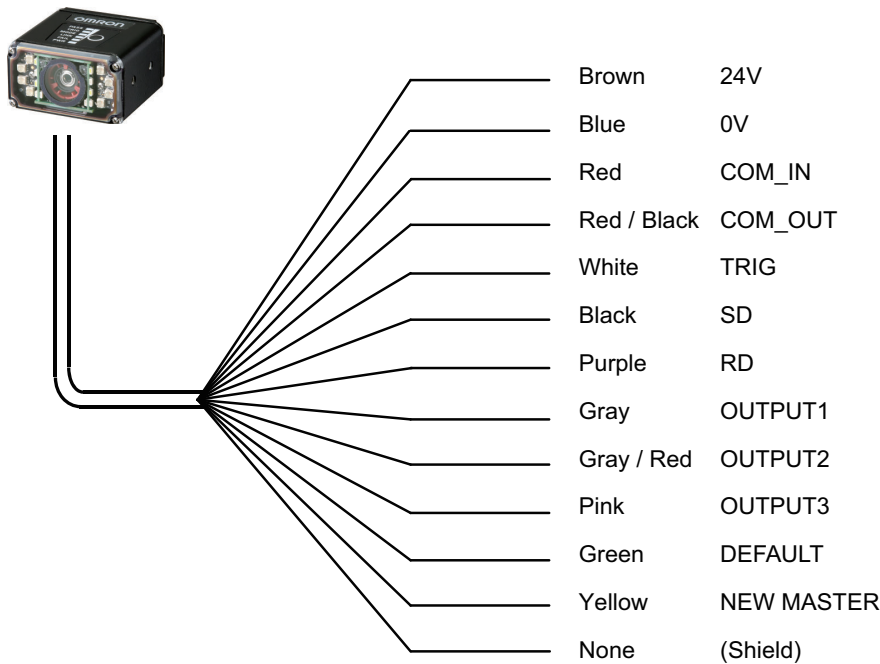 OMRON
Brown 24V
Blue 0V
Red COM_IN
Red / Black COM_OUT
White TRIG
Black SD
Purple RD
Gray OUTPUT1
Gray / Red OUTPUT2
Pink OUTPUT3
Green DEFAULT
Yellow NEW MASTER
None (Shield)